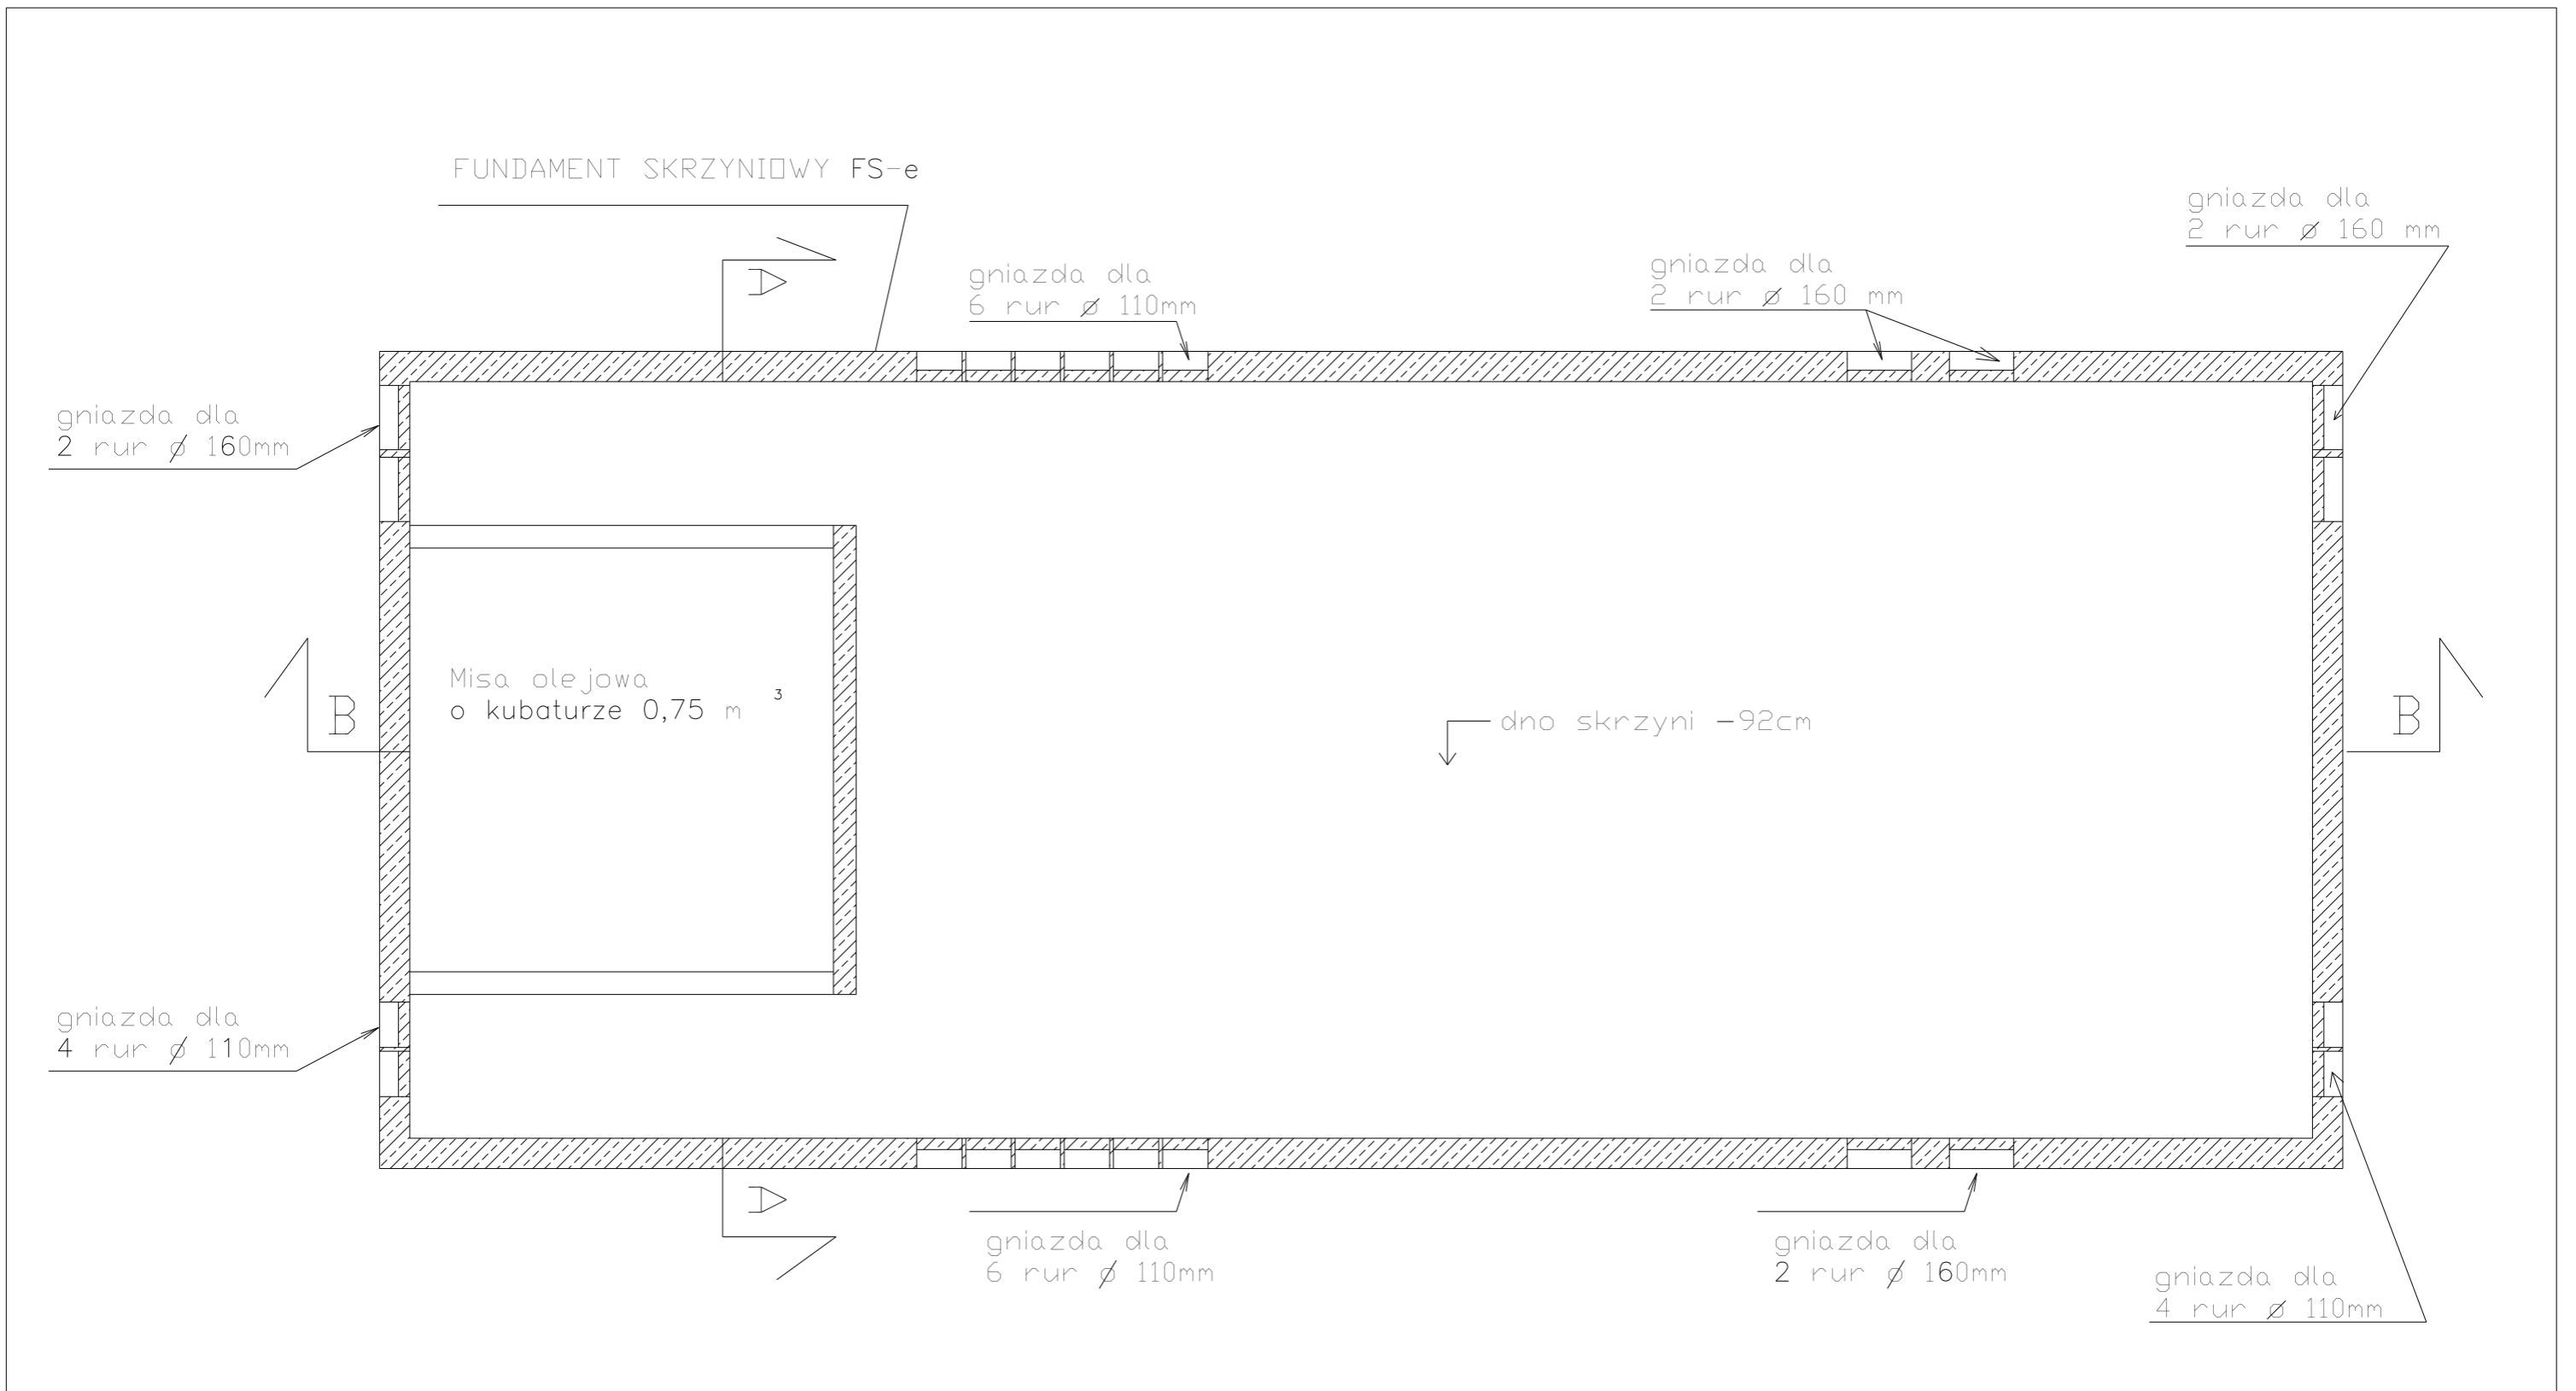 FUNDAMENT SKRZYNIOWY FS-e
gniazda dla
2 rur ø 160 mm
gniazda dla
2 rur ø 160 mm
gniazda dla
6 rur ø 110mm
A
gniazda dla
2 rur ø 160mm
Misa olejowa
o kubaturze 0,75 m³
B
dno skrzyni -92cm
B
gniazda dla
4 rur ø 110mm
A
gniazda dla
6 rur ø 110mm
gniazda dla
2 rur ø 160mm
gniazda dla
4 rur ø 110mm